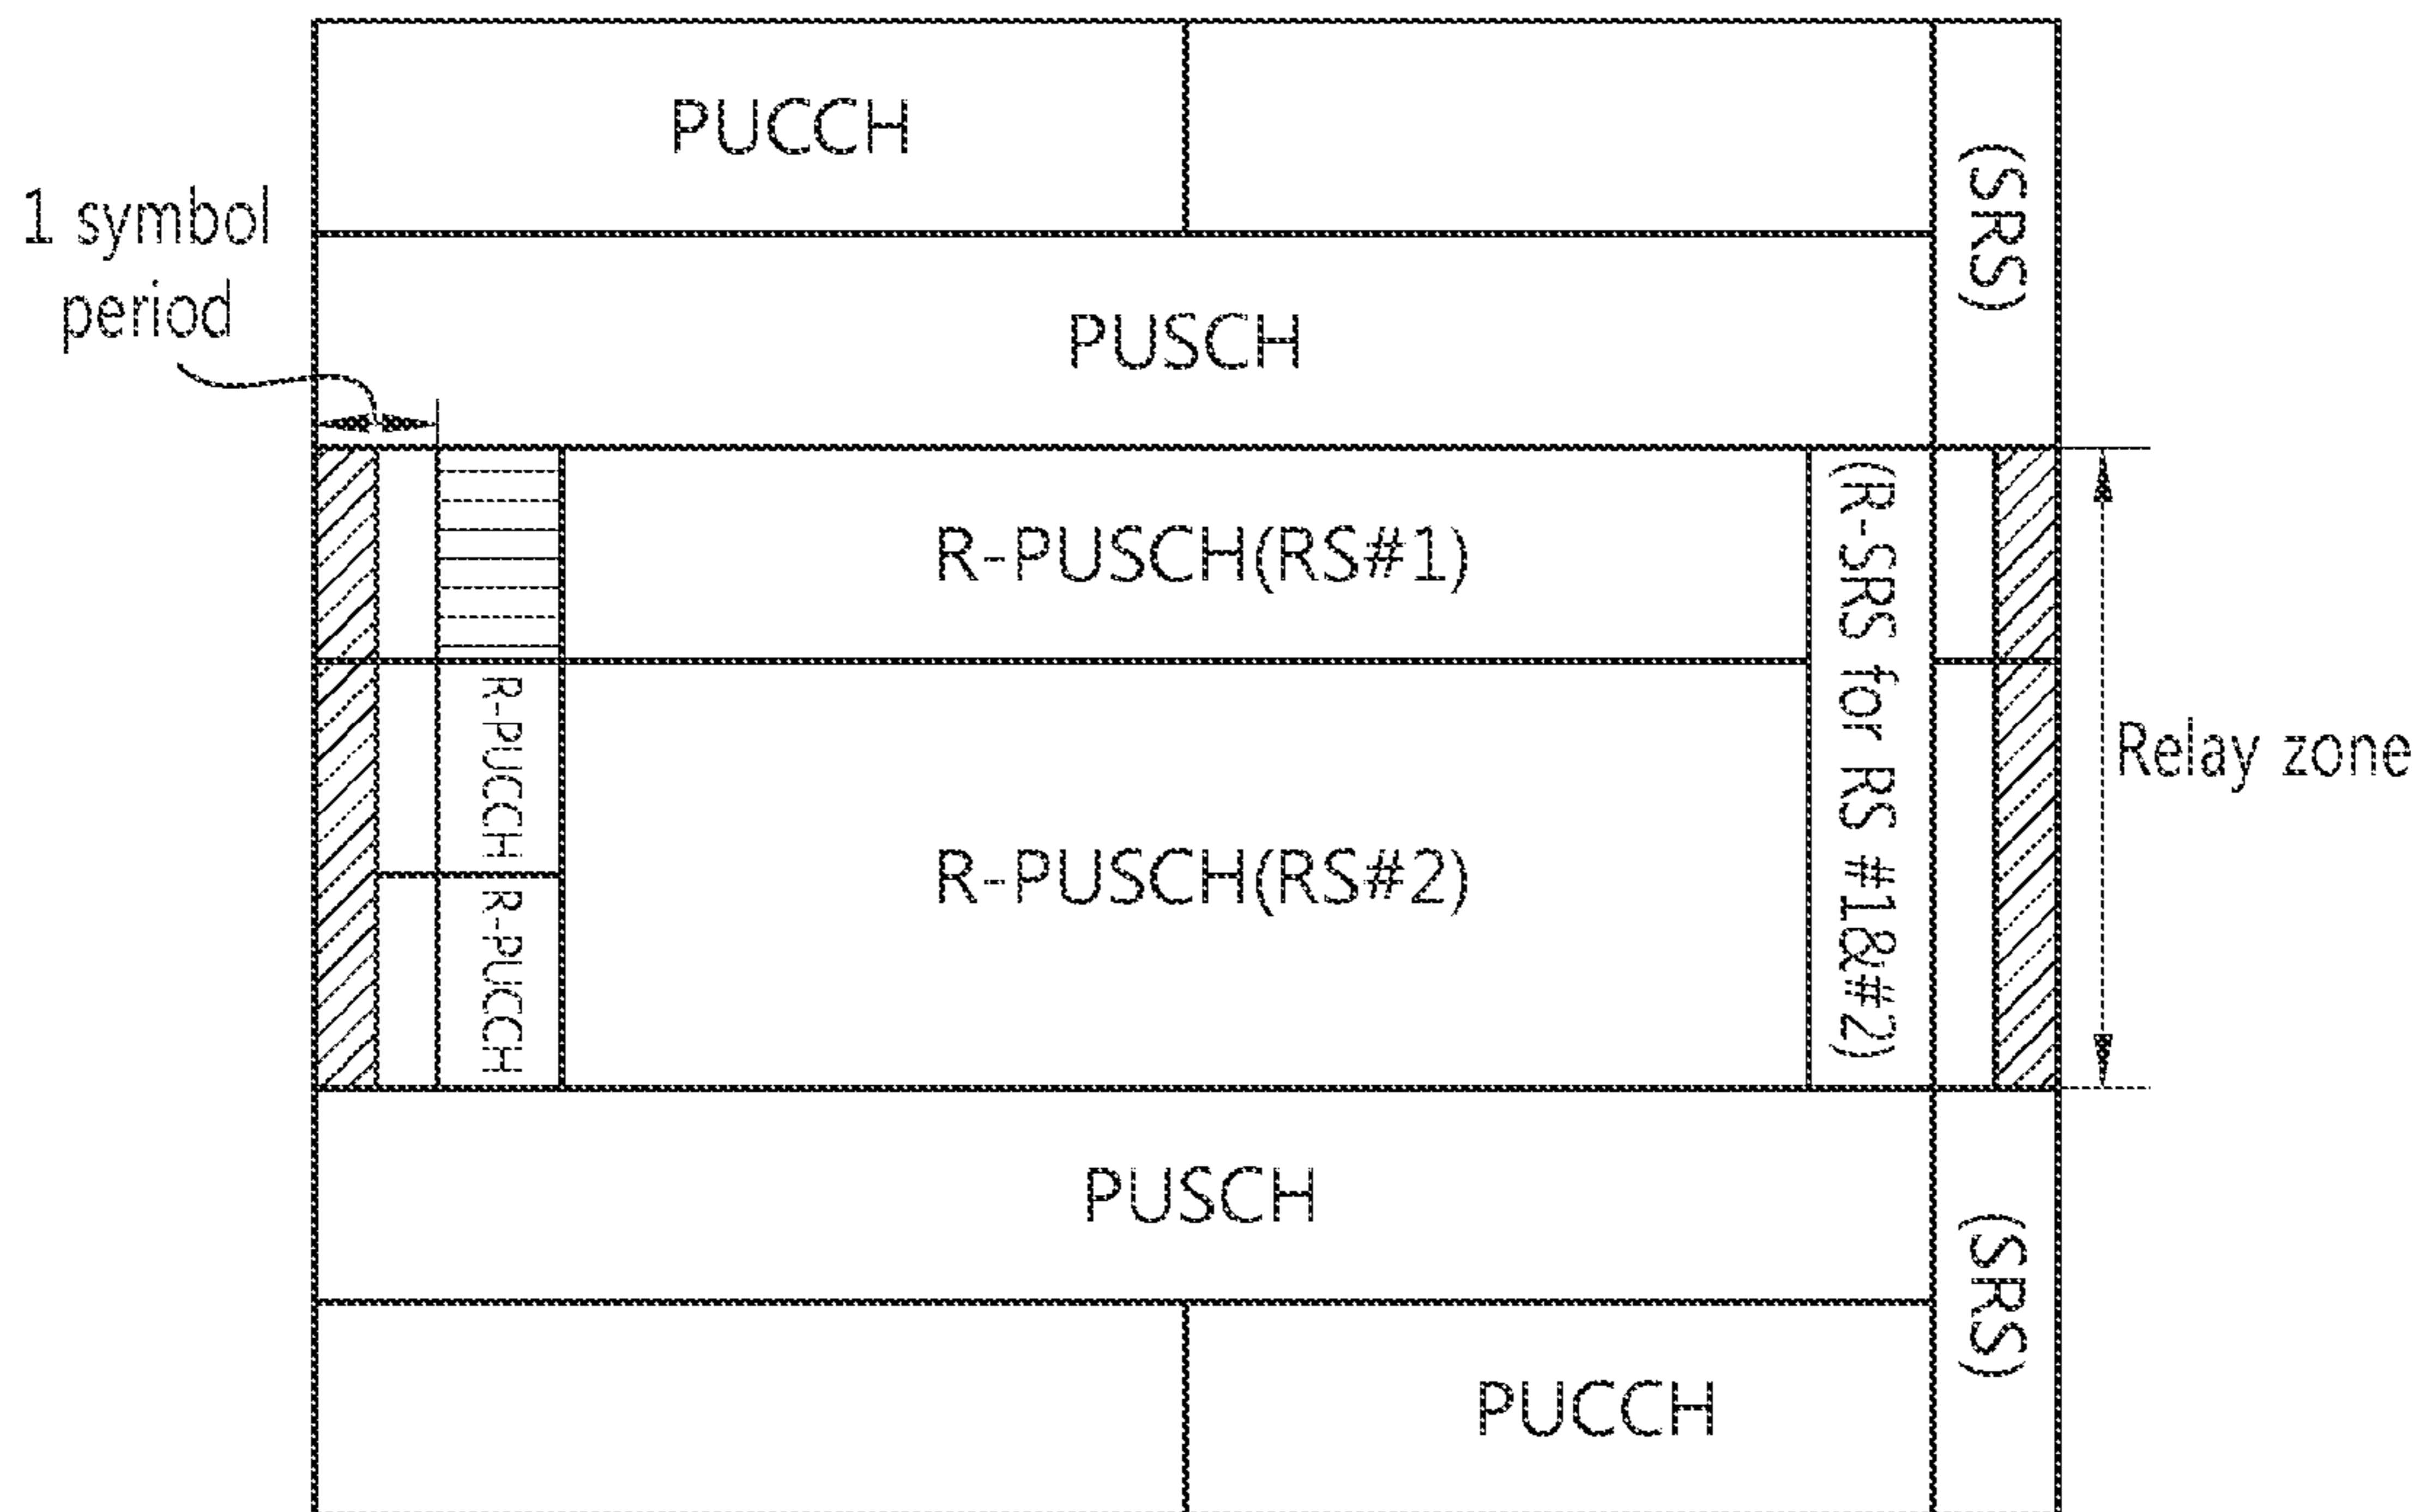 PUCCH
(SRS)
1 symbol
period
PUSCH
R-PUSCH(RS#1)
(R-SRS for RS #1&#2)
Relay zone
R-PUCCH
R-PUSCH(RS#2)
R-PUCCH
PUSCH
(SRS)
PUCCH